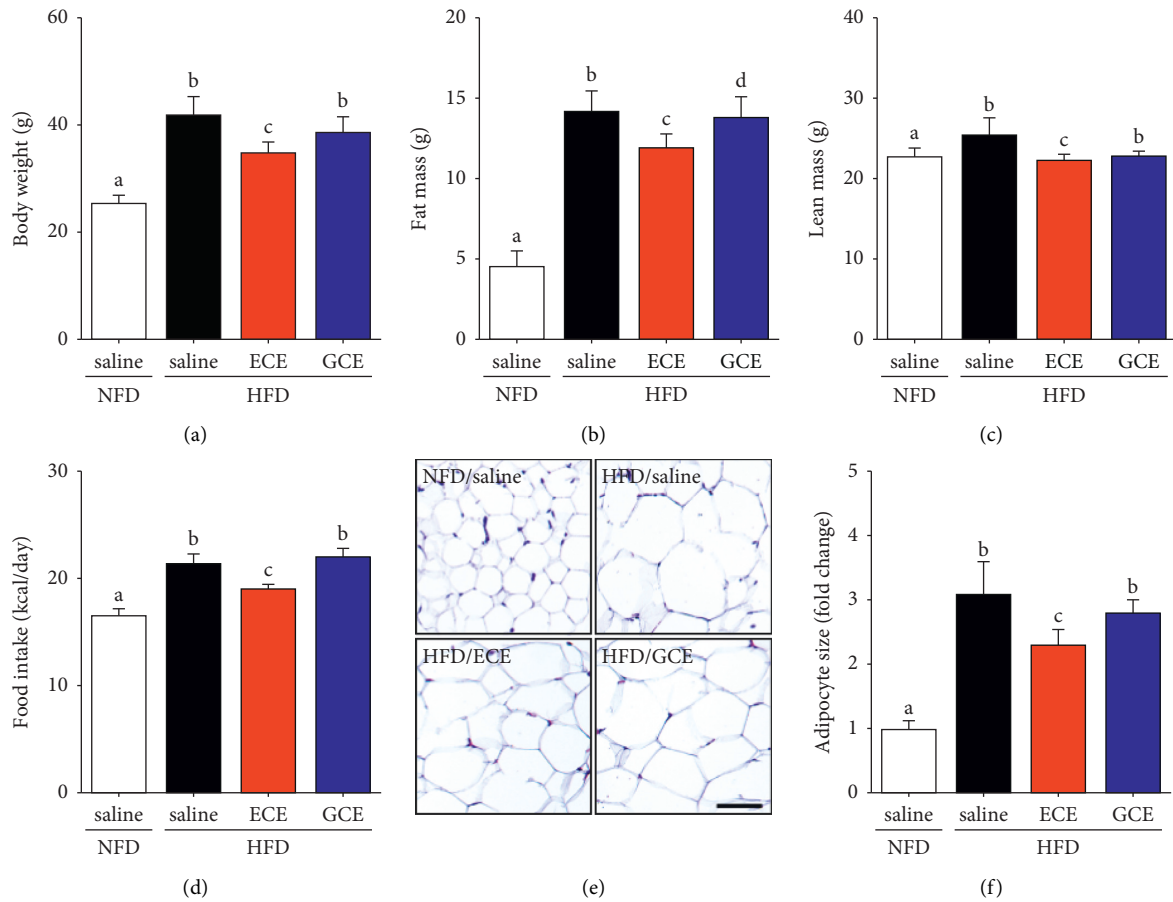 Body weight (g)
60
40
20
0
a
b
c
b
saline saline ECE GCE
NFD HFD
(a)
Fat mass (g)
20
15
10
5
0
a
b
c
d
saline saline ECE GCE
NFD HFD
(b)
Lean mass (g)
40
30
20
10
0
a
b
c
b
saline saline ECE GCE
NFD HFD
(c)
Food intake (kcal/day)
30
20
10
0
a
b
c
b
saline saline ECE GCE
NFD HFD
(d)
NFD/saline HFD/saline
HFD/ECE HFD/GCE
(e)
Adipocyte size (fold change)
5
4
3
2
1
0
a
b
c
b
saline saline ECE GCE
NFD HFD
(f)